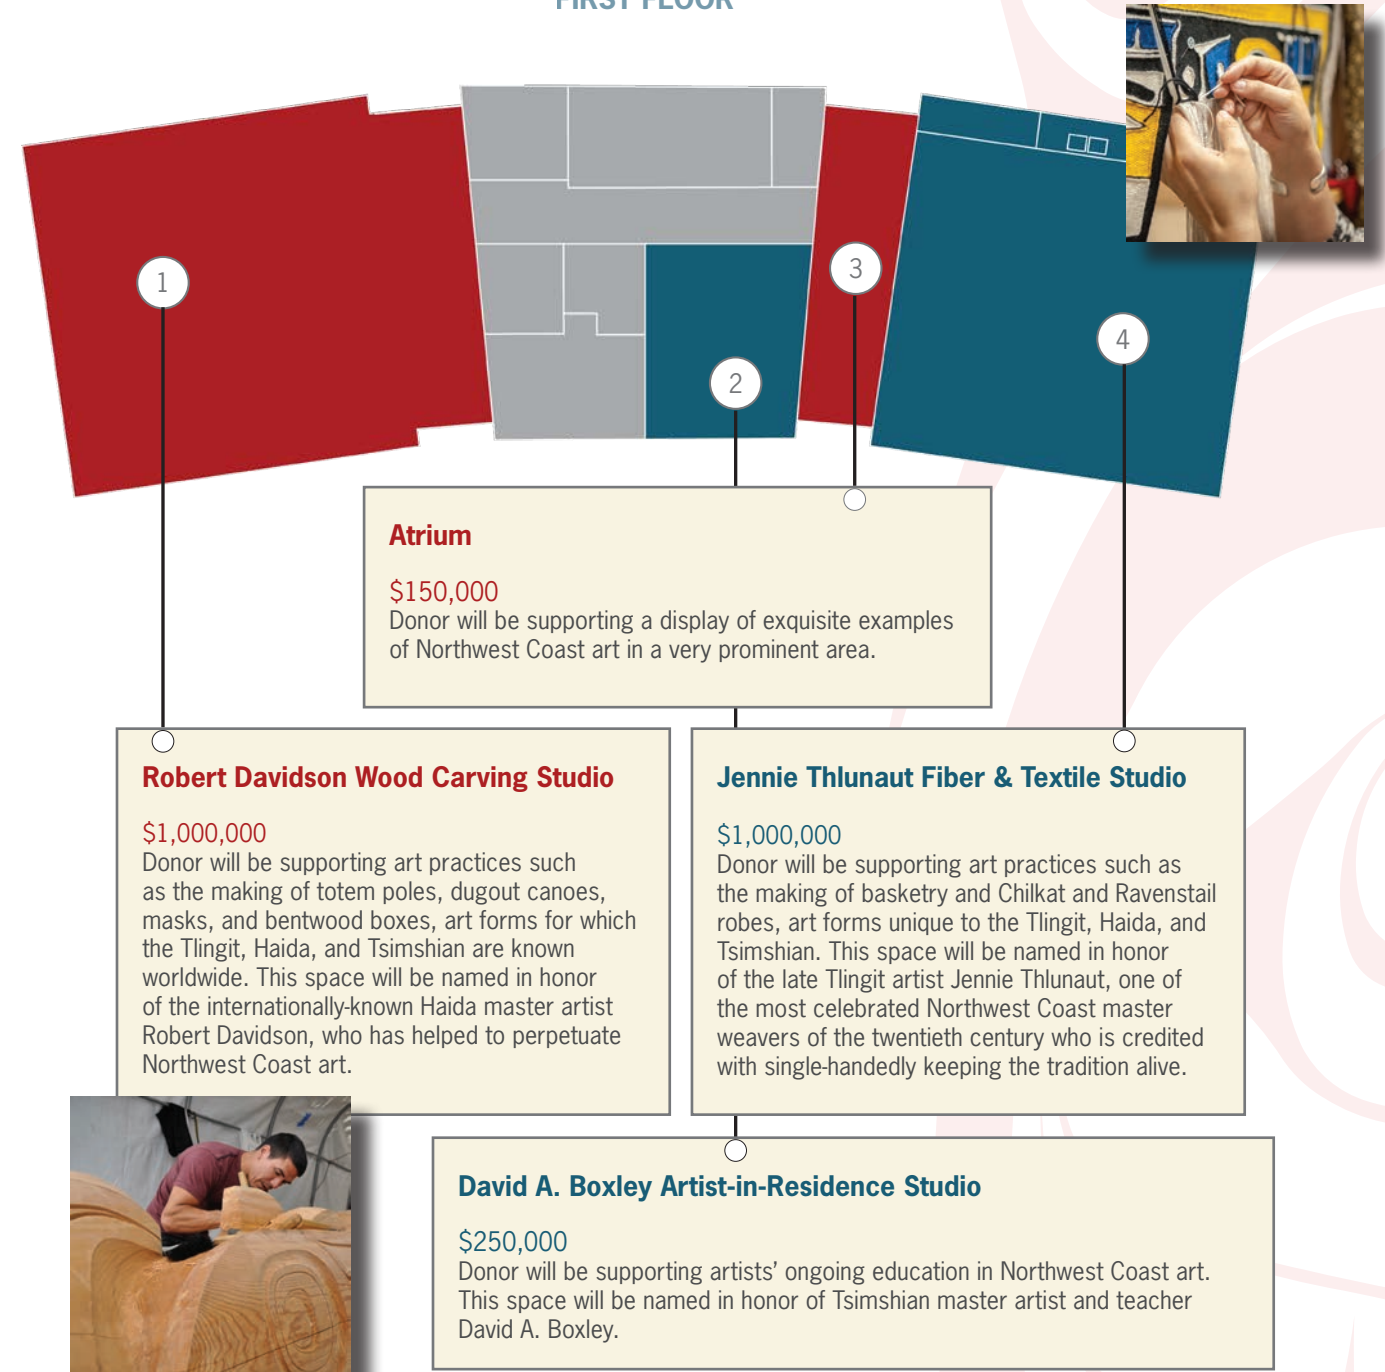 FIRST FLOOR
1
2
3
4
Atrium
$150,000
Donor will be supporting a display of exquisite examples
of Northwest Coast art in a very prominent area.
Robert Davidson Wood Carving Studio
$1,000,000
Donor will be supporting art practices such
as the making of totem poles, dugout canoes,
masks, and bentwood boxes, art forms for which
the Tlingit, Haida, and Tsimshian are known
worldwide. This space will be named in honor
of the internationally-known Haida master artist
Robert Davidson, who has helped to perpetuate
Northwest Coast art.
Jennie Thlunaut Fiber & Textile Studio
$1,000,000
Donor will be supporting art practices such as
the making of basketry and Chilkat and Ravenstail
robes, art forms unique to the Tlingit, Haida, and
Tsimshian. This space will be named in honor
of the late Tlingit artist Jennie Thlunaut, one of
the most celebrated Northwest Coast master
weavers of the twentieth century who is credited
with single-handedly keeping the tradition alive.
David A. Boxley Artist-in-Residence Studio
$250,000
Donor will be supporting artists’ ongoing education in Northwest Coast art.
This space will be named in honor of Tsimshian master artist and teacher
David A. Boxley.